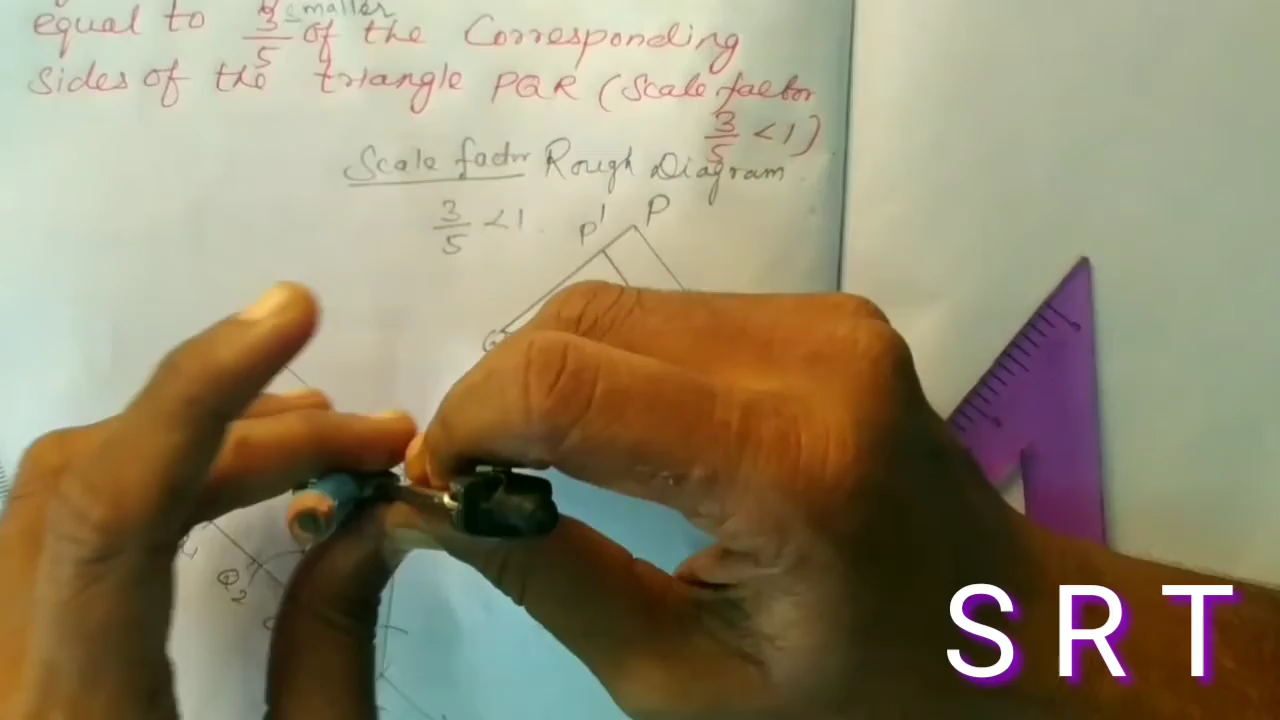 smaller
equal to 3/5 of the Corresponding
sides of the triangle PQR (Scale factor
3/5 < 1)
Scale factr Rough Diagram
3/5 < 1.
P' P
Q
Q2
S R T